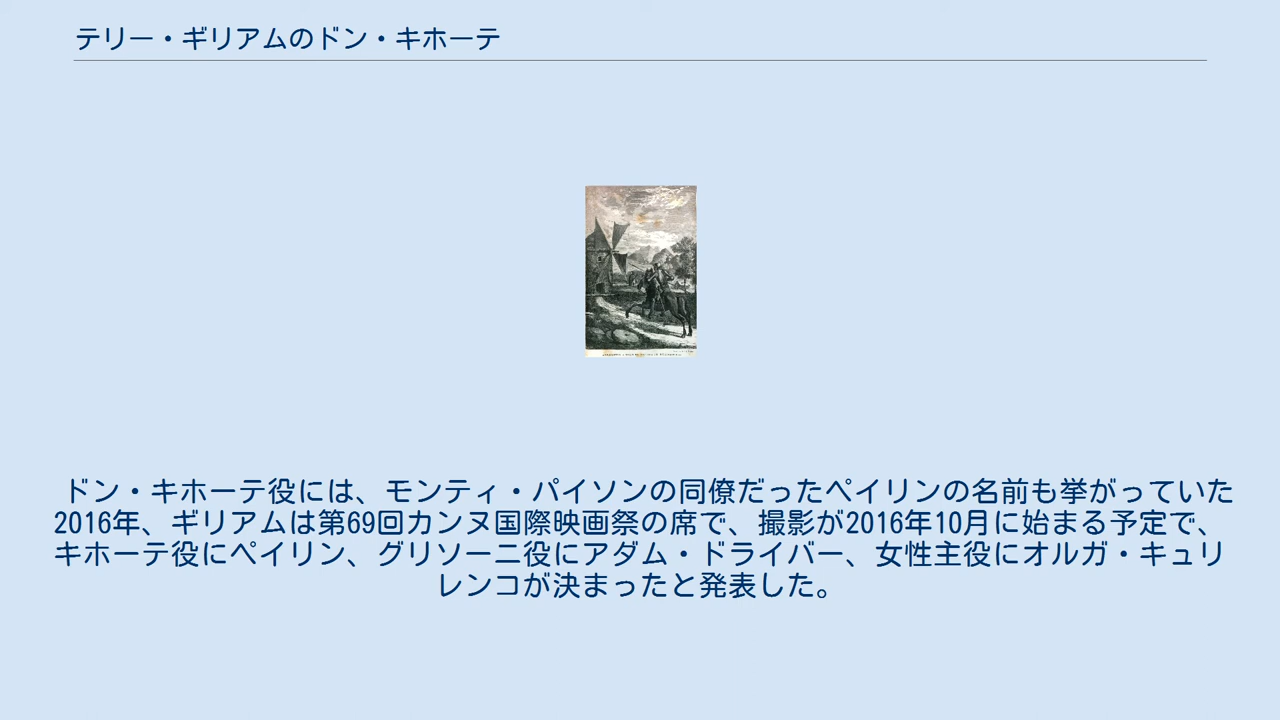 テリー・ギリアムのドン・キホーテ
ドン・キホーテ役には、モンティ・パイソンの同僚だったペイリンの名前も挙がっていた
2016年、ギリアムは第69回カンヌ国際映画祭の席で、撮影が2016年10月に始まる予定で、
キホーテ役にペイリン、グリソーニ役にアダム・ドライバー、女性主役にオルガ・キュリ
レンコが決まったと発表した。